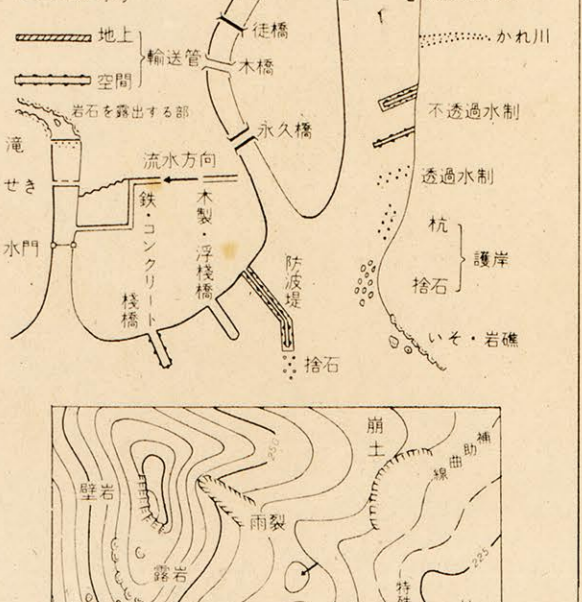 地上
輸送管
空間
岩石を露出する部
滝
せき
水門
流水方向
鉄・コンクリート
棧橋
木製・浮棧橋
防波堤
捨石
徒橋
木橋
永久橋
かれ川
不透過水制
透過水制
杭
護岸
捨石
いそ・岩礁
250
壁岩
雨裂
露岩
崩土
補助曲線
225
特殊